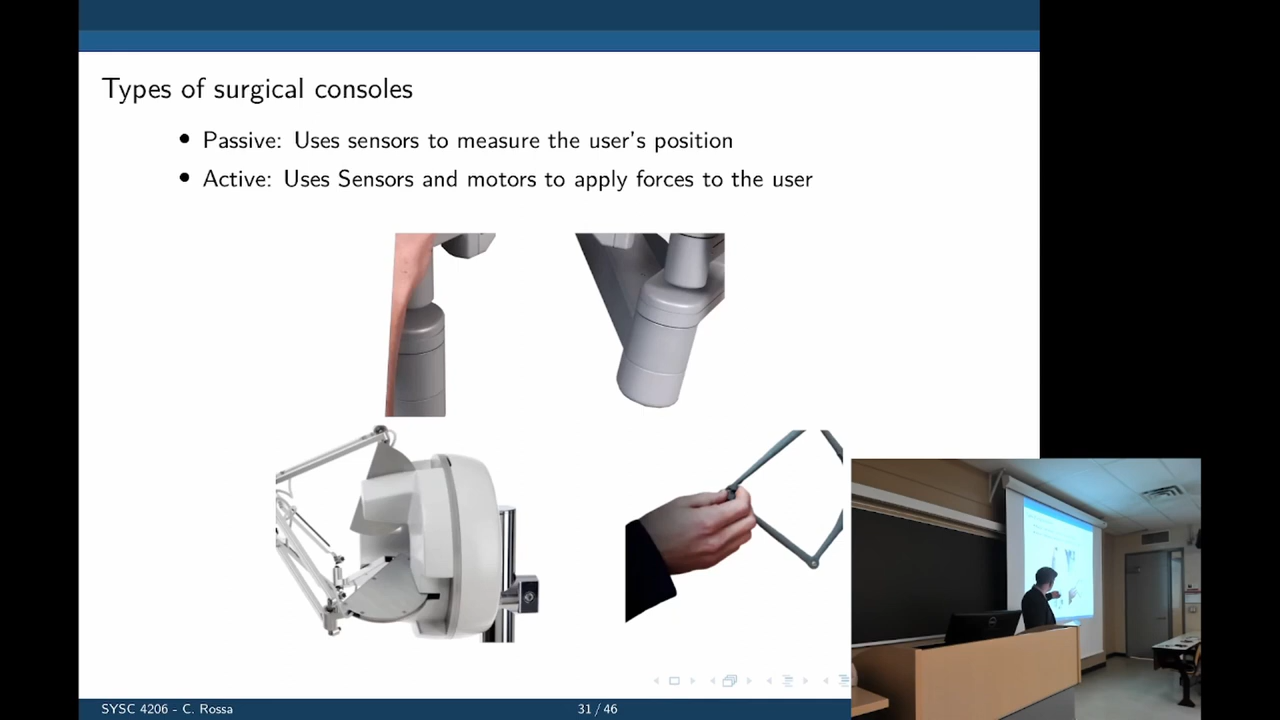 Types of surgical consoles
• Passive: Uses sensors to measure the user's position
• Active: Uses Sensors and motors to apply forces to the user
SYSC 4206 - C. Rossa
31 / 46